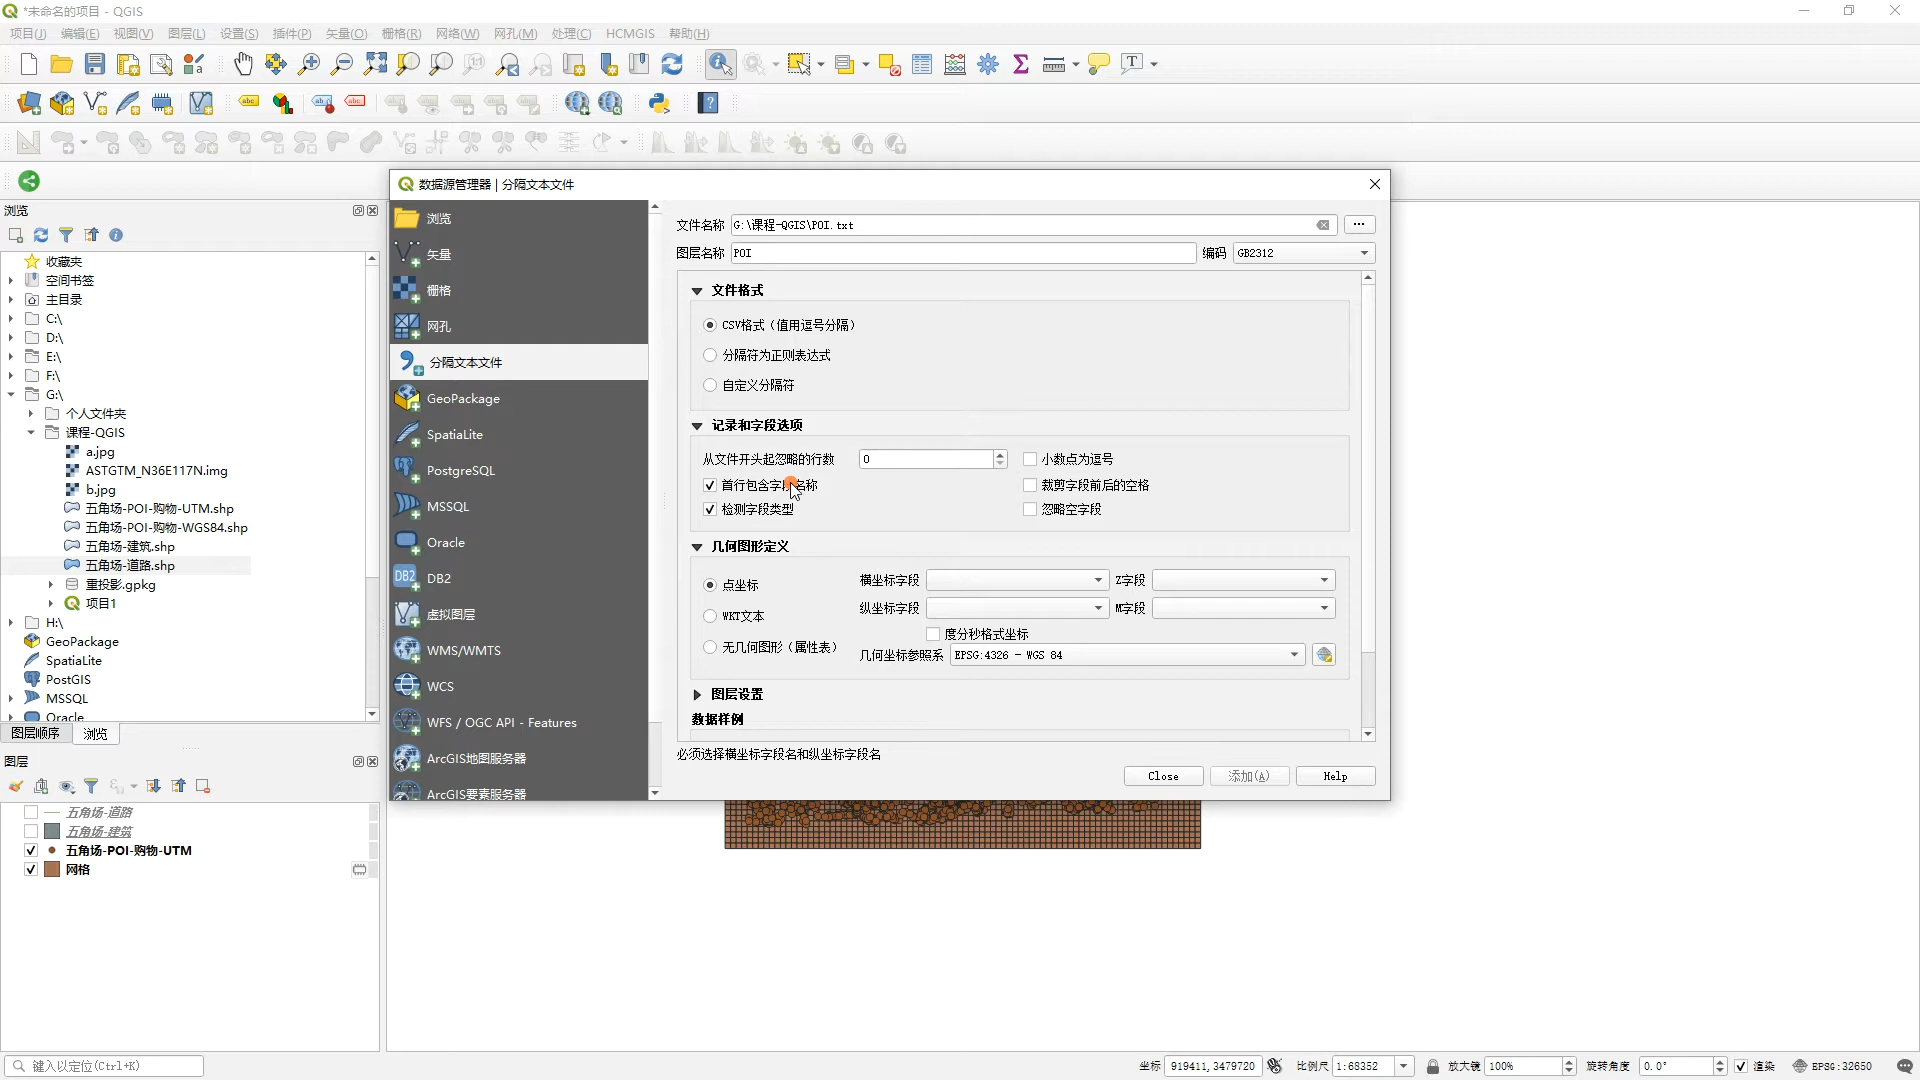 *未命名的项目 - QGIS
项目(J) 编辑(E) 视图(V) 图层(L) 设置(S) 插件(P) 矢量(O) 栅格(R) 网络(W) 网孔(M) 处理(C) HCMGIS 帮助(H)
浏览
收藏夹
空间书签
主目录
C:\
D:\
E:\
F:\
G:\
个人文件夹
课程-QGIS
a.jpg
ASTGTM_N36E117N.img
b.jpg
五角场-POI-购物-UTM.shp
五角场-POI-购物-WGS84.shp
五角场-建筑.shp
五角场-道路.shp
重投影.gpkg
项目1
H:\
GeoPackage
SpatiaLite
PostGIS
MSSQL
Oracle
图层顺序 浏览
图层
五角场-道路
五角场-建筑
五角场-POI-购物-UTM
网格
数据源管理器 | 分隔文本文件
浏览
矢量
栅格
网孔
分隔文本文件
GeoPackage
SpatiaLite
PostgreSQL
MSSQL
Oracle
DB2
虚拟图层
WMS/WMTS
WCS
WFS / OGC API - Features
ArcGIS地图服务器
ArcGIS要素服务器
文件名称 G:\课程-QGIS\POI.txt ...
图层名称 POI 编码 GB2312
文件格式
CSV格式（值用逗号分隔）
分隔符为正则表达式
自定义分隔符
记录和字段选项
从文件开头起忽略的行数 0 小数点为逗号
首行包含字段名称 裁剪字段前后的空格
检测字段类型 忽略空字段
几何图形定义
点坐标 横坐标字段 Z字段
WKT文本 纵坐标字段 M字段
度分秒格式坐标
无几何图形（属性表） 几何坐标参照系 EPSG:4326 - WGS 84
图层设置
数据样例
必须选择横坐标字段名和纵坐标字段名
Close 添加(A) Help
键入以定位(Ctrl+K) 坐标 919411,3479720 比例尺 1:68352 放大镜 100% 旋转角度 0.0° 渲染 EPSG:32650